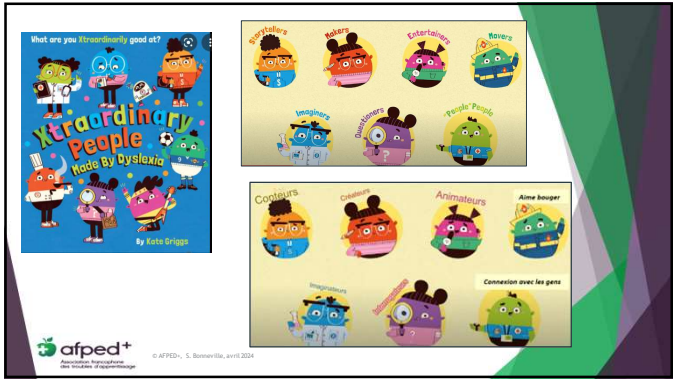 What are you Xtraordinarily good at?
Xtraordinary
People
Made By Dyslexia
By Kate Griggs
Storytellers
Makers
Entertainers
Movers
Imaginers
Questioners
"People" People
Conteurs
Créateurs
Animateurs
Aime bouger
Imaginateurs
Connexion avec les gens
afped+
Association francophone
des troubles d'apprentissage
© AFPED+, S. Bonneville, avril 2024